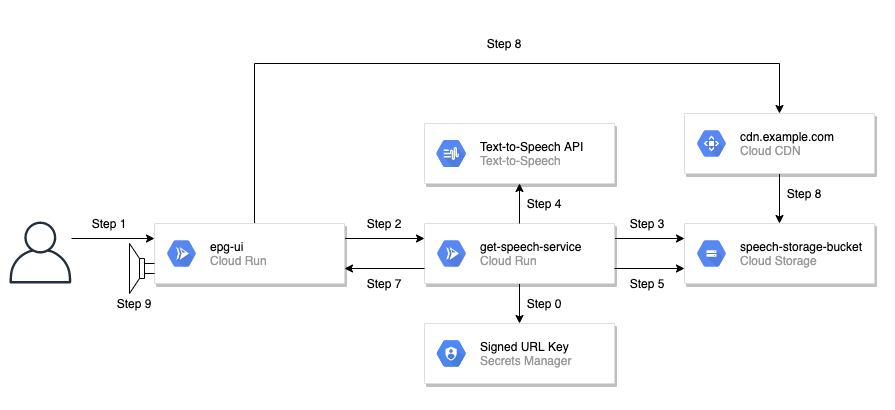 Step 8
cdn.example.com
Cloud CDN
Text-to-Speech API
Text-to-Speech
Step 8
Step 4
Step 1
Step 2
Step 3
epg-ui
Cloud Run
get-speech-service
Cloud Run
speech-storage-bucket
Cloud Storage
Step 7
Step 5
Step 9
Step 0
Signed URL Key
Secrets Manager